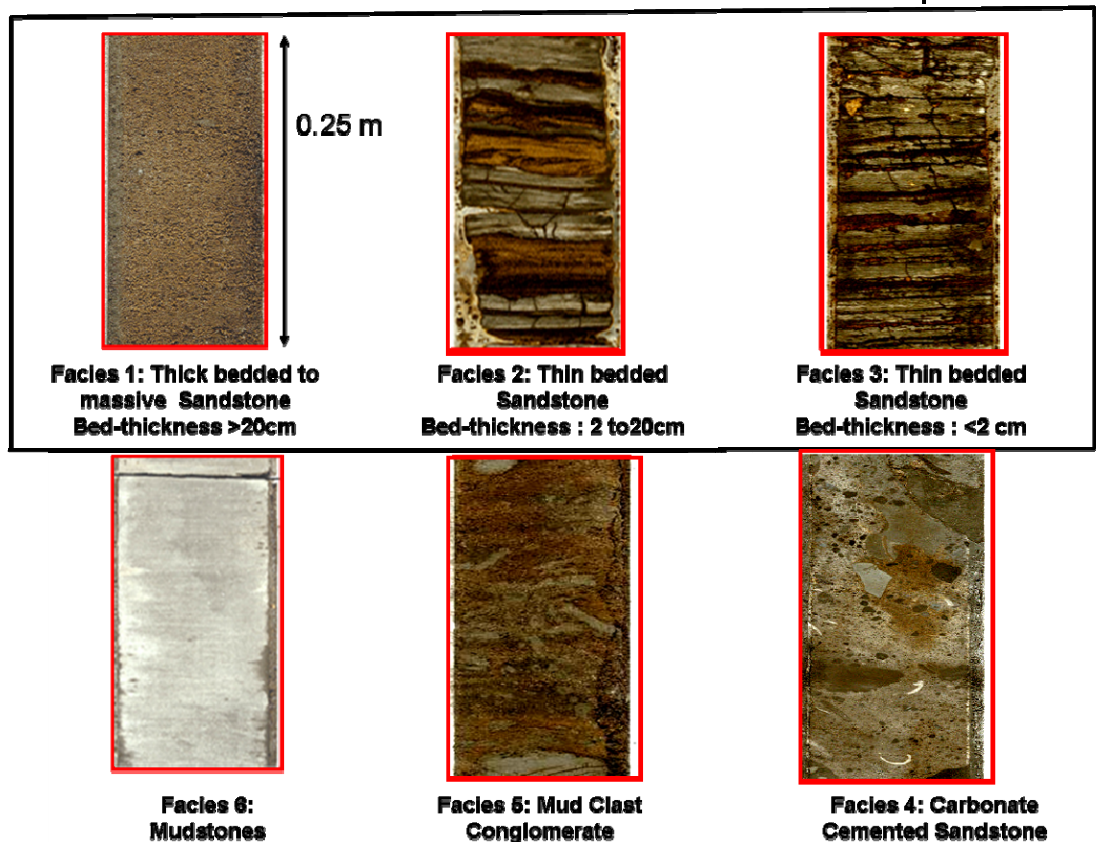 0.25 m
Facies 1: Thick bedded to
massive Sandstone
Bed-thickness >20cm
Facies 2: Thin bedded
Sandstone
Bed-thickness : 2 to20cm
Facies 3: Thin bedded
Sandstone
Bed-thickness : <2 cm
Facies 6:
Mudstones
Facies 5: Mud Clast
Conglomerate
Facies 4: Carbonate
Cemented Sandstone